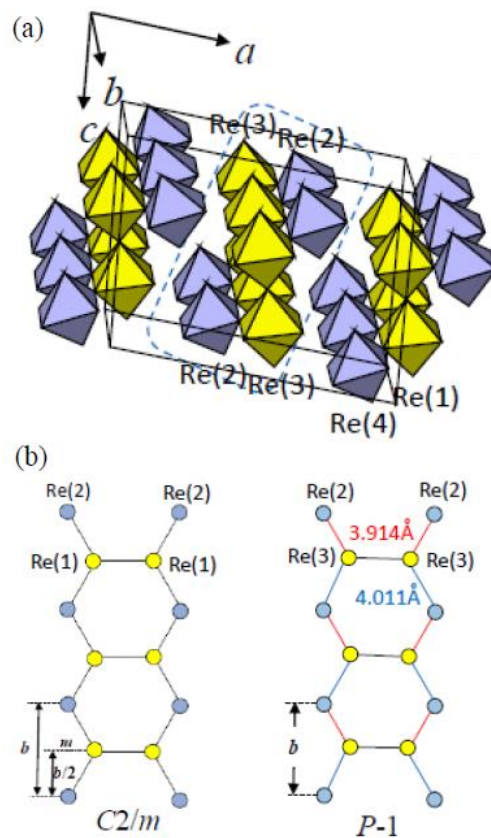 (a)
a
b
c
Re(3)
Re(2)
Re(2)
Re(3)
Re(1)
Re(4)
(b)
Re(2) Re(2)
Re(1) Re(1)
b
m
b/2
C2/m
Re(2) Re(2)
3.914Å
Re(3) Re(3)
4.011Å
b
P-1